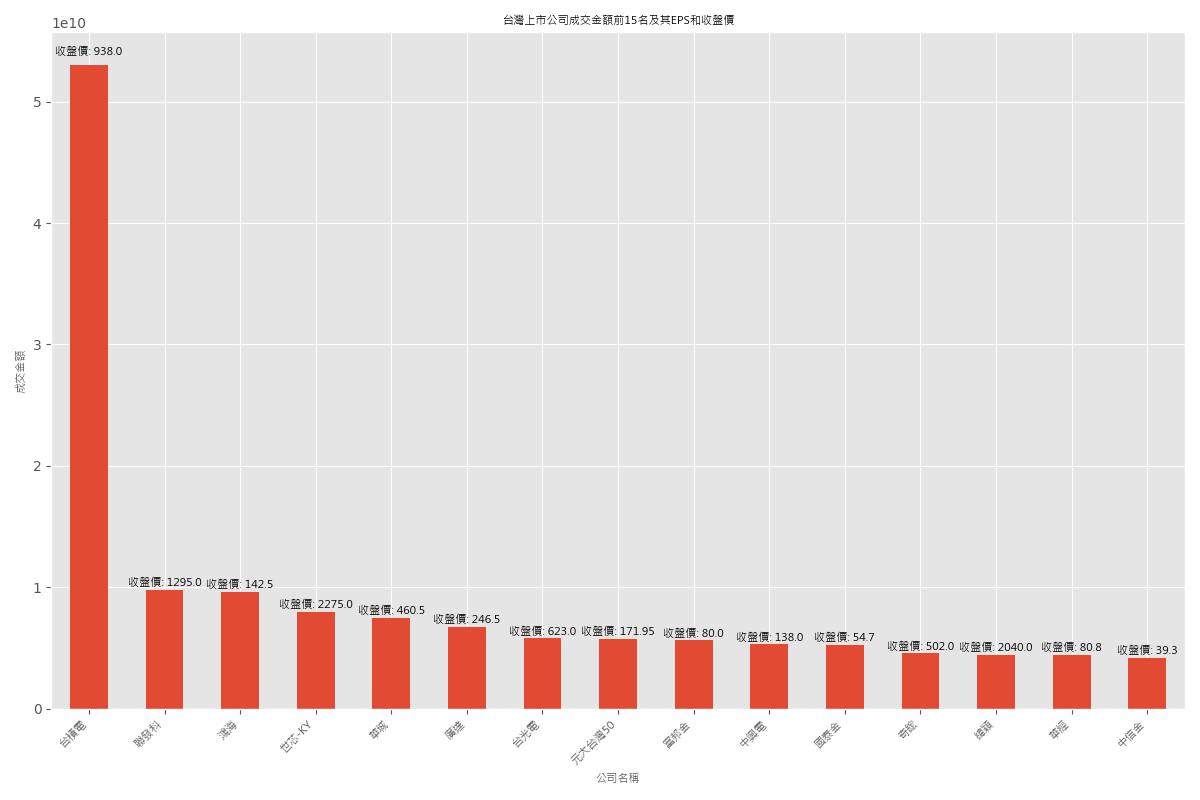 台灣上市公司成交金額前15名及其EPS和收盤價
1e10
收盤價: 938.0
5
4
3
2
1
0
成交金額
收盤價: 1295.0
收盤價: 142.5
收盤價: 2275.0
收盤價: 460.5
收盤價: 246.5
收盤價: 623.0
收盤價: 171.95
收盤價: 80.0
收盤價: 138.0
收盤價: 54.7
收盤價: 502.0
收盤價: 2040.0
收盤價: 80.8
收盤價: 39.3
台積電
聯發科
鴻海
世芯-KY
華城
廣達
台光電
元大台灣50
富邦金
中興電
國泰金
奇鋐
緯穎
華經
中信金
公司名稱